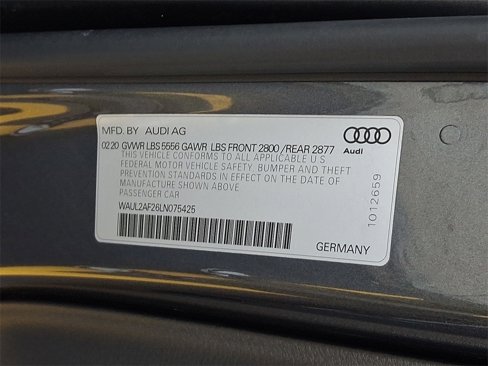 MFD. BY AUDI AG
Audi
02 20 GVWR LBS 5556 GAWR LBS FRONT 2800 /REAR 2877
THIS VEHICLE CONFORMS TO ALL APPLICABLE U S
FEDERAL MOTOR VEHICLE SAFETY, BUMPER AND THEFT
PREVENTION STANDARDS IN EFFECT ON THE DATE OF
MANUFACTURE SHOWN ABOVE.
PASSENGER CAR
WAUL2AF26LN075425
1012659
GERMANY